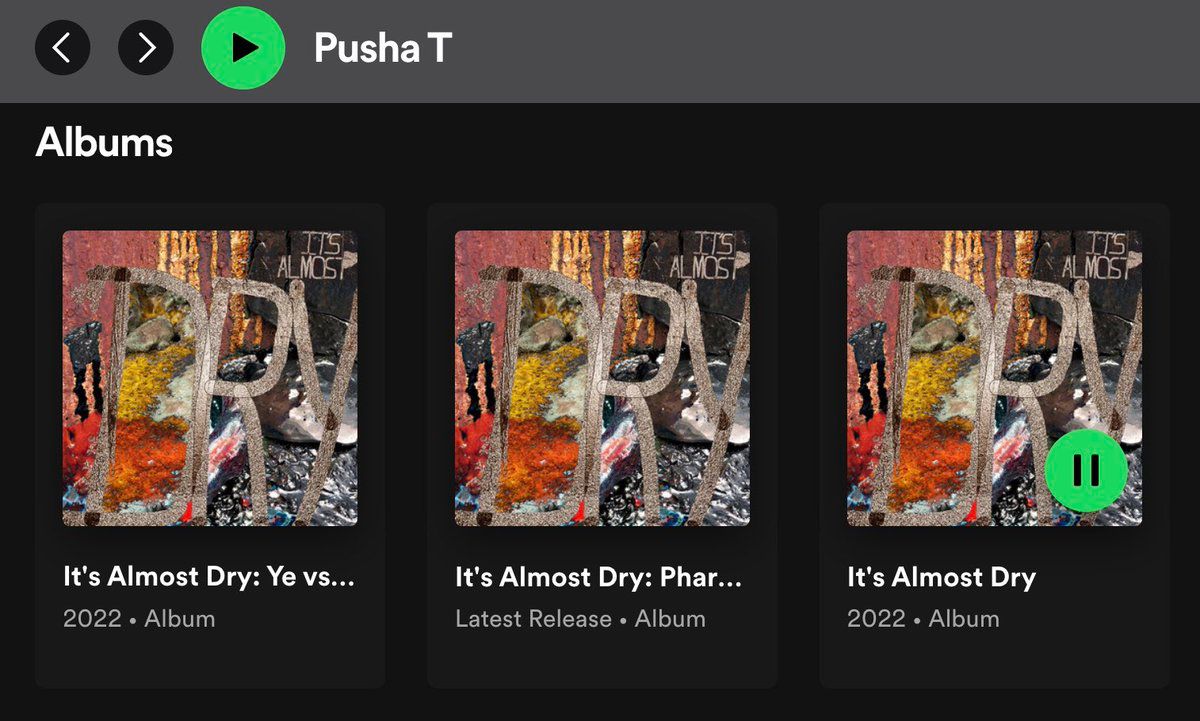 Pusha T
Albums
IT'S
ALMOST
DRY
IT'S
ALMOST
DRY
IT'S
ALMOST
DRY
It's Almost Dry: Ye vs...
2022 • Album
It's Almost Dry: Phar...
Latest Release • Album
It's Almost Dry
2022 • Album